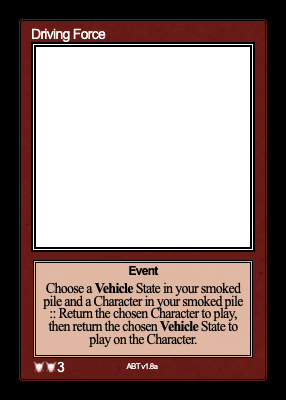 Driving Force
Event
Choose a Vehicle State in your smoked
pile and a Character in your smoked pile
:: Return the chosen Character to play,
then return the chosen Vehicle State to
play on the Character.
3
ABT v1.8a